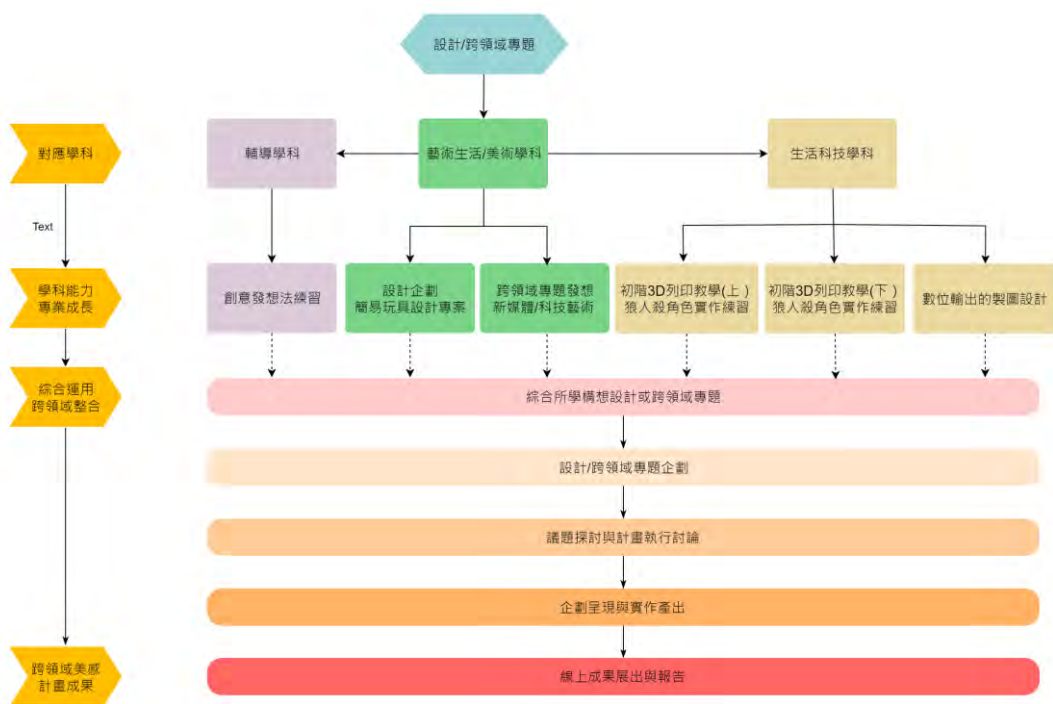 設計/跨領域專題
對應學科
輔導學科
藝術生活/美術學科
生活科技學科
Text
學科能力
專業成長
創意發想法練習
設計企劃
簡易玩具設計專案
跨領域專題發想
新媒體/科技藝術
初階3D列印教學(上)
狼人殺角色實作練習
初階3D列印教學(下)
狼人殺角色實作練習
數位輸出的製圖設計
綜合運用
跨領域整合
綜合所學構想設計或跨領域專題
設計/跨領域專題企劃
議題探討與計畫執行討論
企劃呈現與實作產出
跨領域美感
計畫成果
線上成果展出與報告